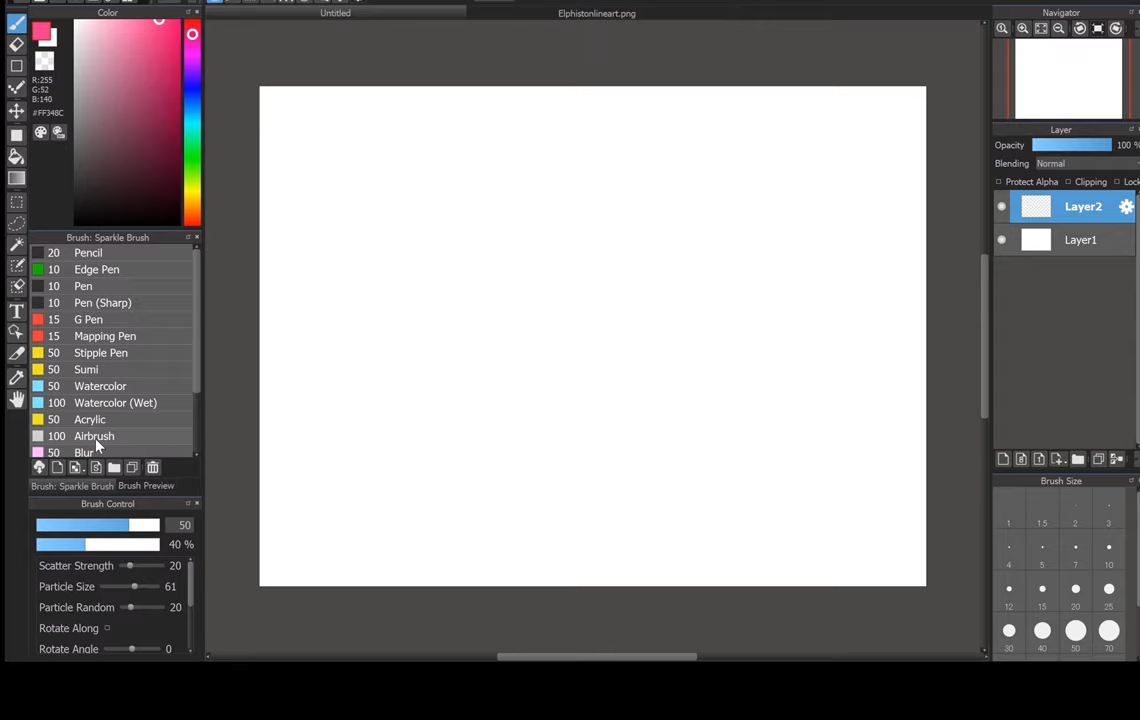 Untitled
Elphistonlineart.png
Color
R:255
G:52
B:140
#FF348C
Brush: Sparkle Brush
20 Pencil
10 Edge Pen
10 Pen
10 Pen (Sharp)
15 G Pen
15 Mapping Pen
50 Stipple Pen
50 Sumi
50 Watercolor
100 Watercolor (Wet)
50 Acrylic
100 Airbrush
50 Blur
Brush: Sparkle Brush Brush Preview
Brush Control
50
40 %
Scatter Strength 20
Particle Size 61
Particle Random 20
Rotate Along
Rotate Angle 0
Navigator
Layer
Opacity 100 %
Blending Normal
Protect Alpha Clipping Lock
Layer2
Layer1
Brush Size
1 1.5 2 3
4 5 7 10
12 15 20 25
30 40 50 70